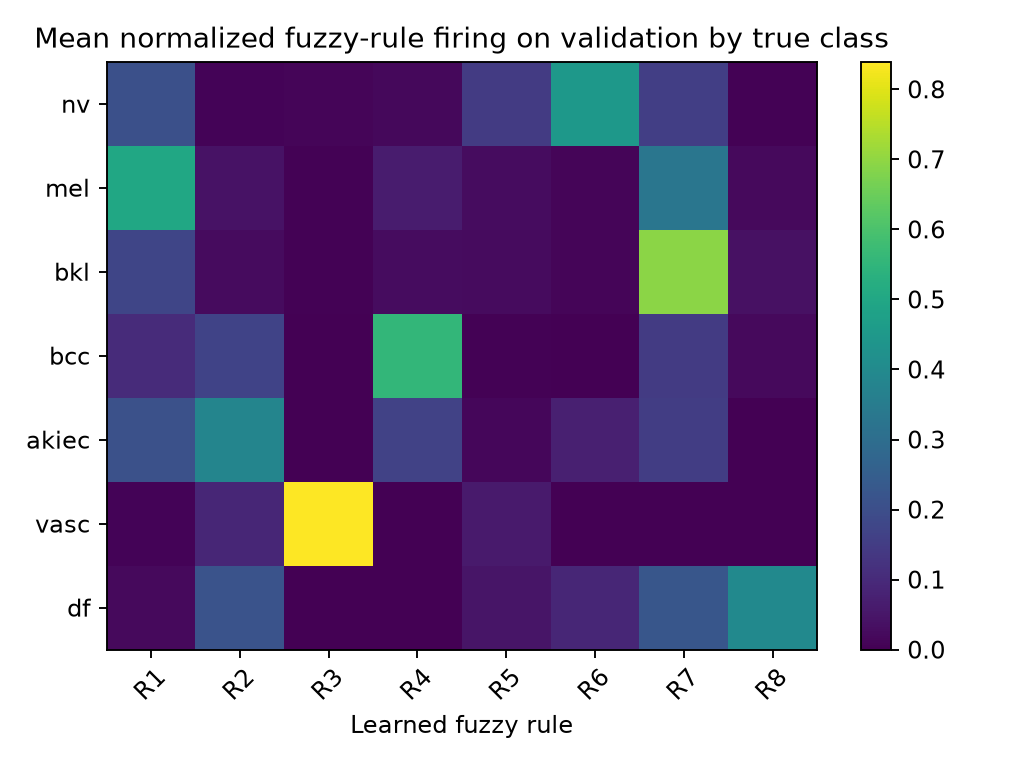 Mean normalized fuzzy-rule firing on validation by true class
nv
mel
bkl
bcc
akiec
vasc
df
R1
R2
R3
R4
R5
R6
R7
R8
Learned fuzzy rule
0.8
0.7
0.6
0.5
0.4
0.3
0.2
0.1
0.0